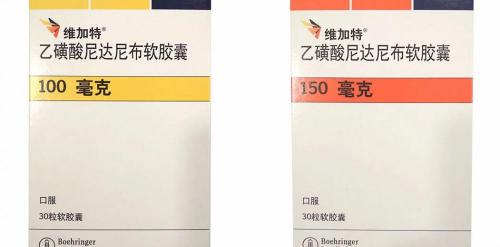 维加特®
乙磺酸尼达尼布软胶囊
100 毫克
口服
30粒软胶囊
Boehringer
维加特®
乙磺酸尼达尼布软胶囊
150 毫克
口服
30粒软胶囊
Boehringer